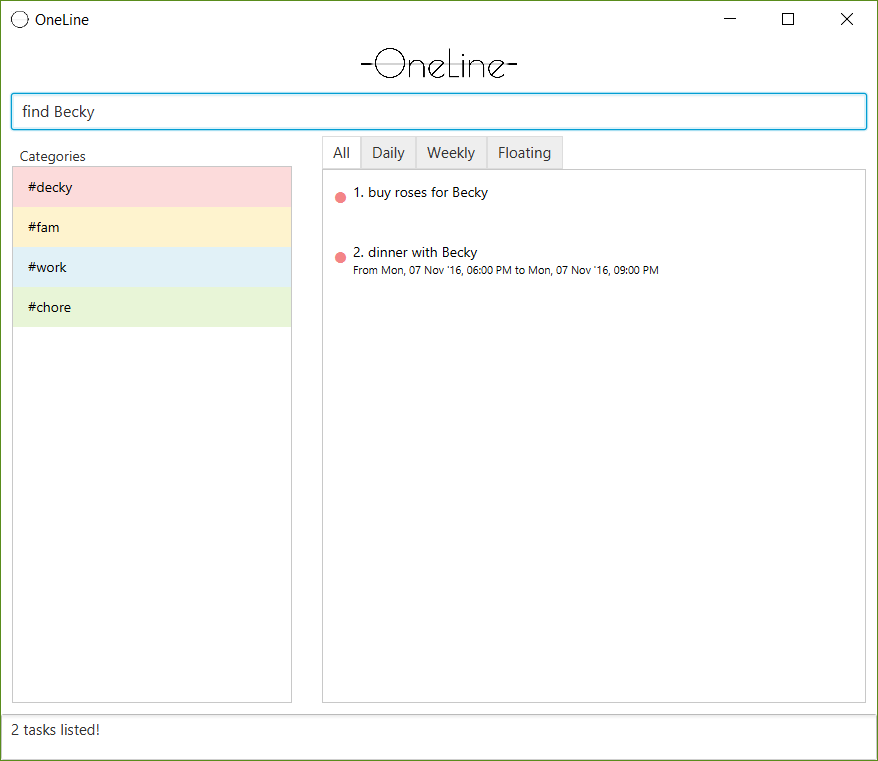 OneLine
OneLine
find Becky
Categories
#decky
#fam
#work
#chore
All Daily Weekly Floating
1. buy roses for Becky
2. dinner with Becky
From Mon, 07 Nov '16, 06:00 PM to Mon, 07 Nov '16, 09:00 PM
2 tasks listed!